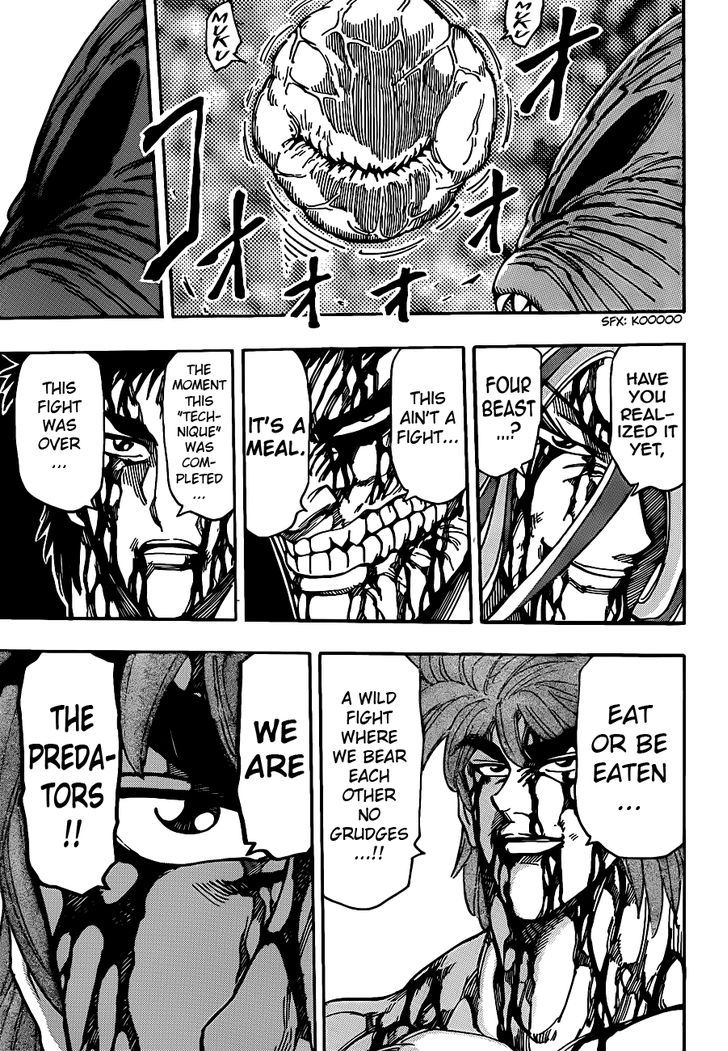 MUKU
MUKU
コ
オ
オ
オ
オ
オ
SFX: KOOOOO
HAVE
YOU
REAL-
IZED IT
YET,
FOUR
BEAST
...?
THIS
AIN'T A
FIGHT...
IT'S A
MEAL.
THE
MOMENT
THIS
"TECH-
NIQUE"
WAS
COM-
PLETED
...
THIS
FIGHT
WAS
OVER
...
EAT
OR BE
EATEN
...
A WILD
FIGHT
WHERE
WE BEAR
EACH
OTHER
NO
GRUDGES
...!!
WE
ARE
THE
PREDA-
TORS
!!